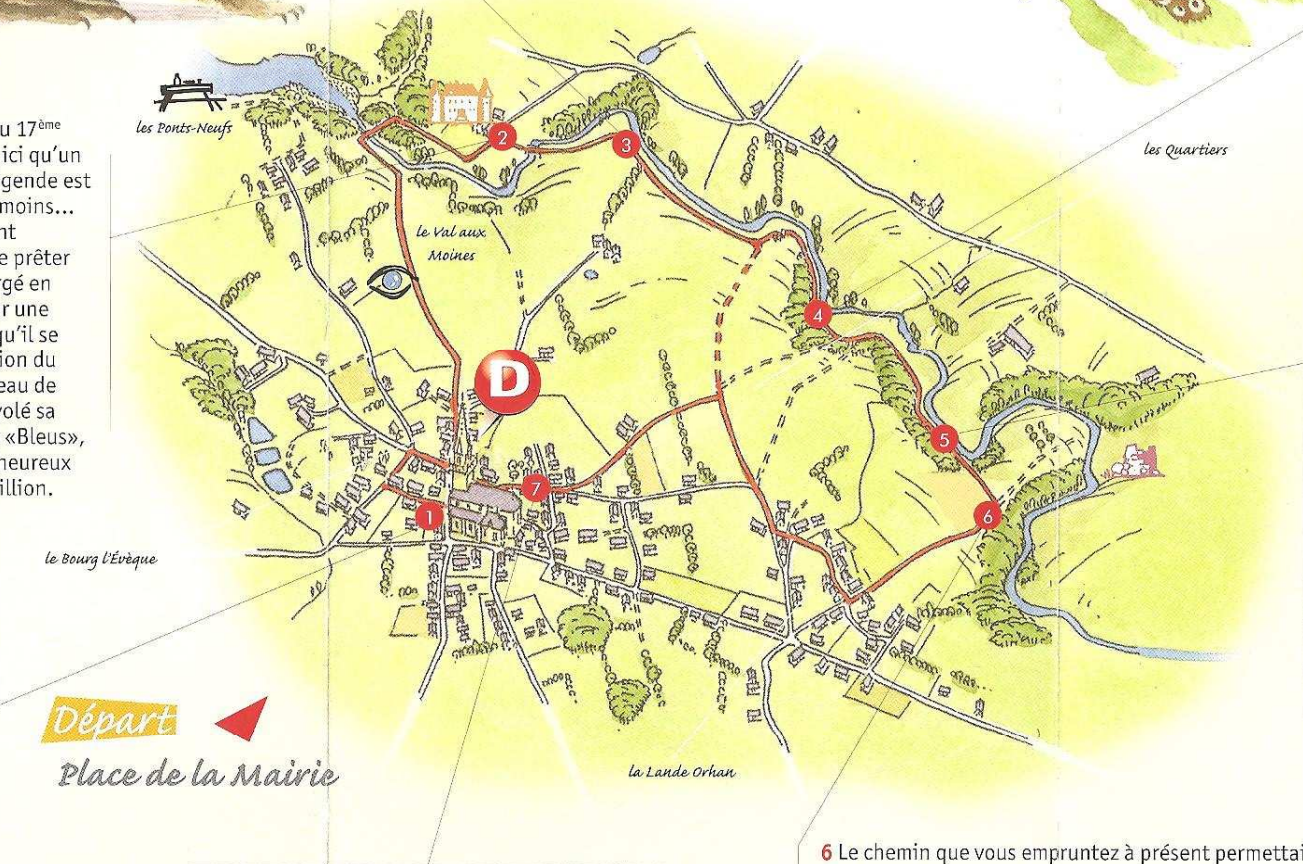 u 17ème
ici qu'un
gende est
moins...
nt
e prêter
rgé en
r une
qu'il se
ion du
eau de
volé sa
«Bleus»,
heureux
illion.
les Ponts-Neufs
les Quartiers
le Val aux
Moines
2
3
4
D
5
7
1
6
le Bourg l'Évèque
Départ
Place de la Mairie
la Lande Orhan
6 Le chemin que vous empruntez à présent permettai